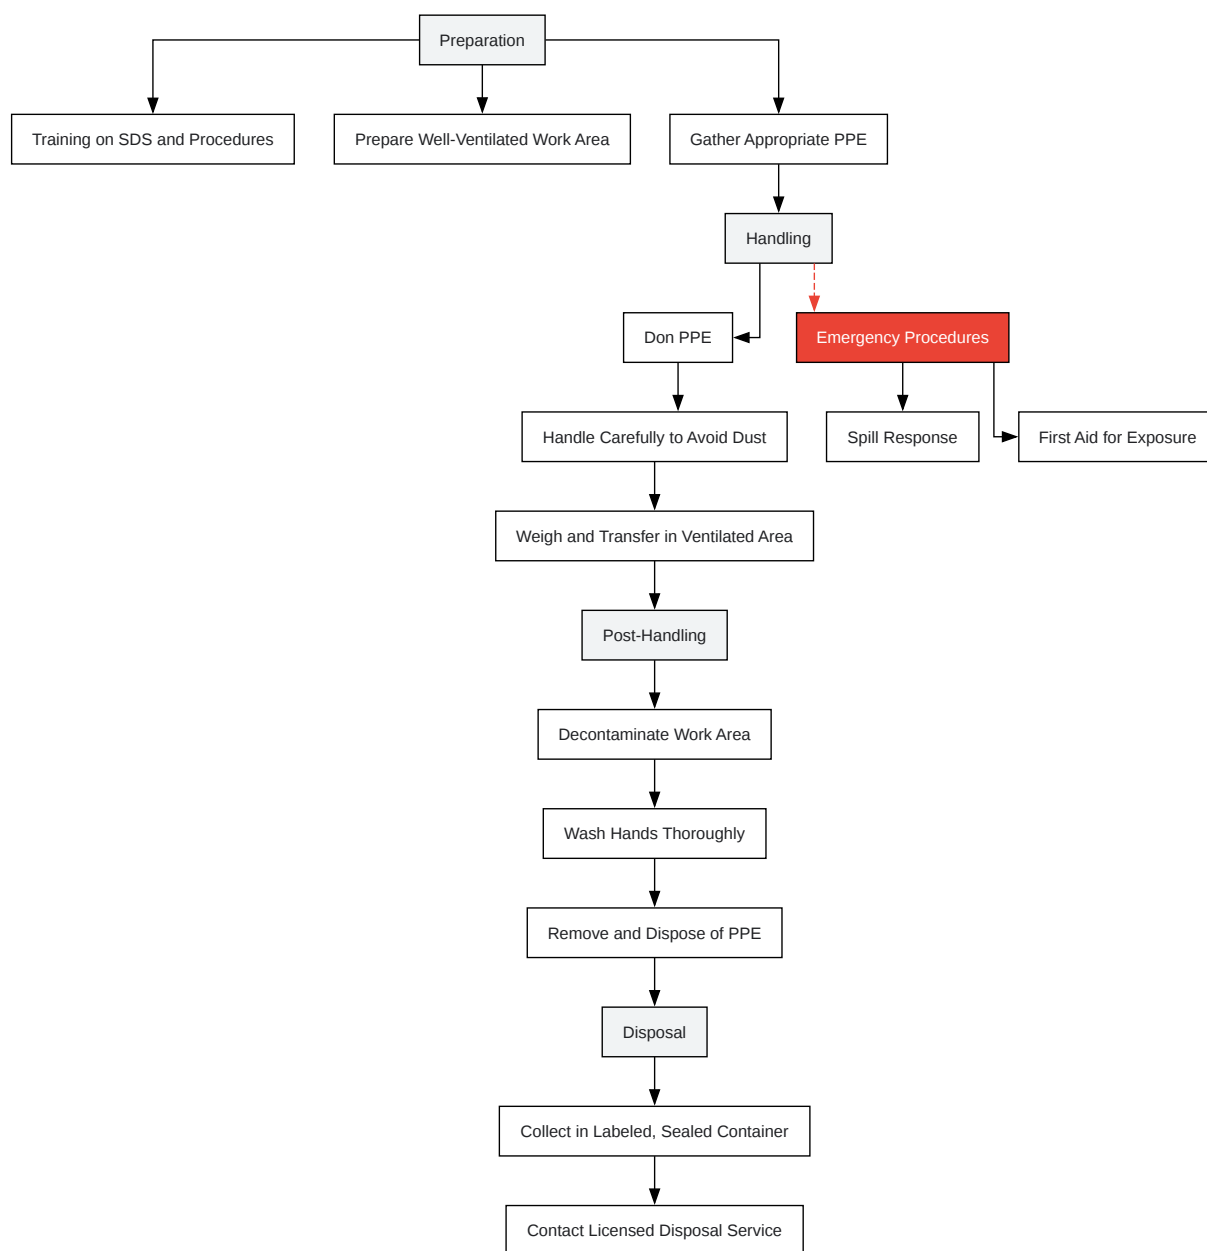 Preparation
Training on SDS and Procedures
Prepare Well-Ventilated Work Area
Gather Appropriate PPE
Handling
Don PPE
Emergency Procedures
Handle Carefully to Avoid Dust
Spill Response
First Aid for Exposure
Weigh and Transfer in Ventilated Area
Post-Handling
Decontaminate Work Area
Wash Hands Thoroughly
Remove and Dispose of PPE
Disposal
Collect in Labeled, Sealed Container
Contact Licensed Disposal Service